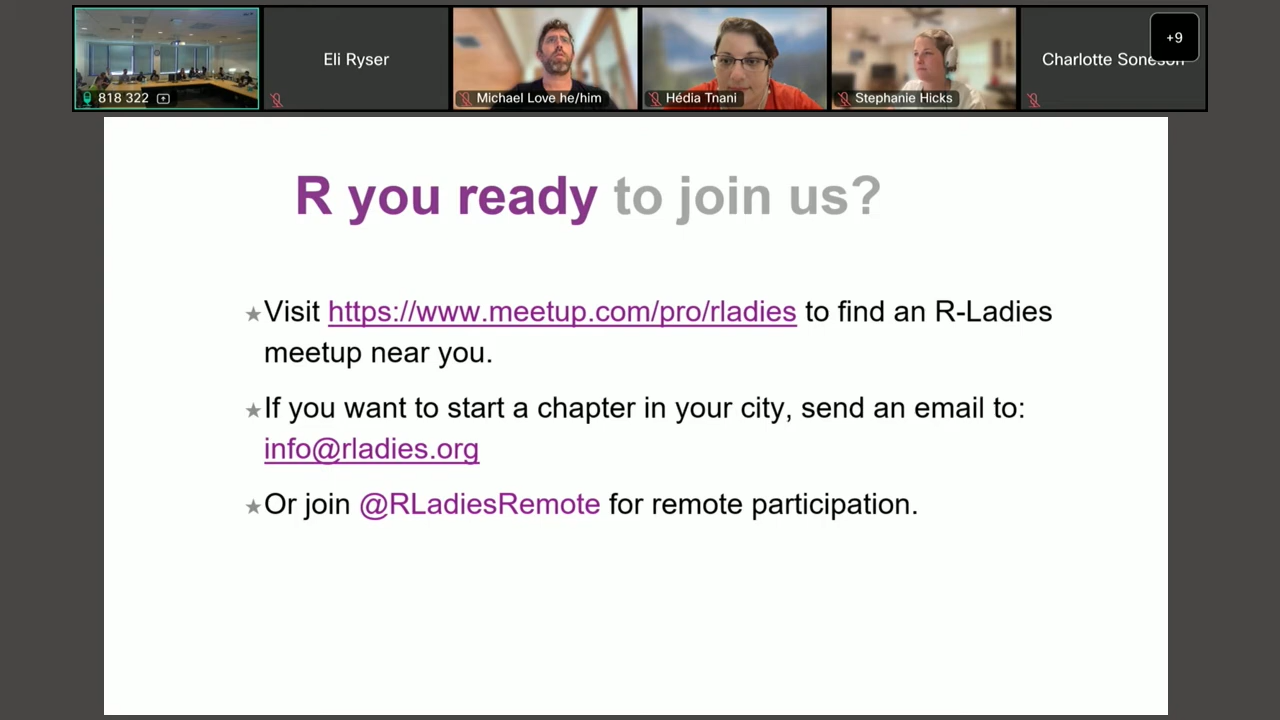 818 322
Eli Ryser
Michael Love he/him
Hédia Tnani
Stephanie Hicks
Charlotte Soneson
+9
R you ready to join us?
Visit https://www.meetup.com/pro/rladies to find an R-Ladies
meetup near you.
If you want to start a chapter in your city, send an email to:
info@rladies.org
Or join @RLadiesRemote for remote participation.